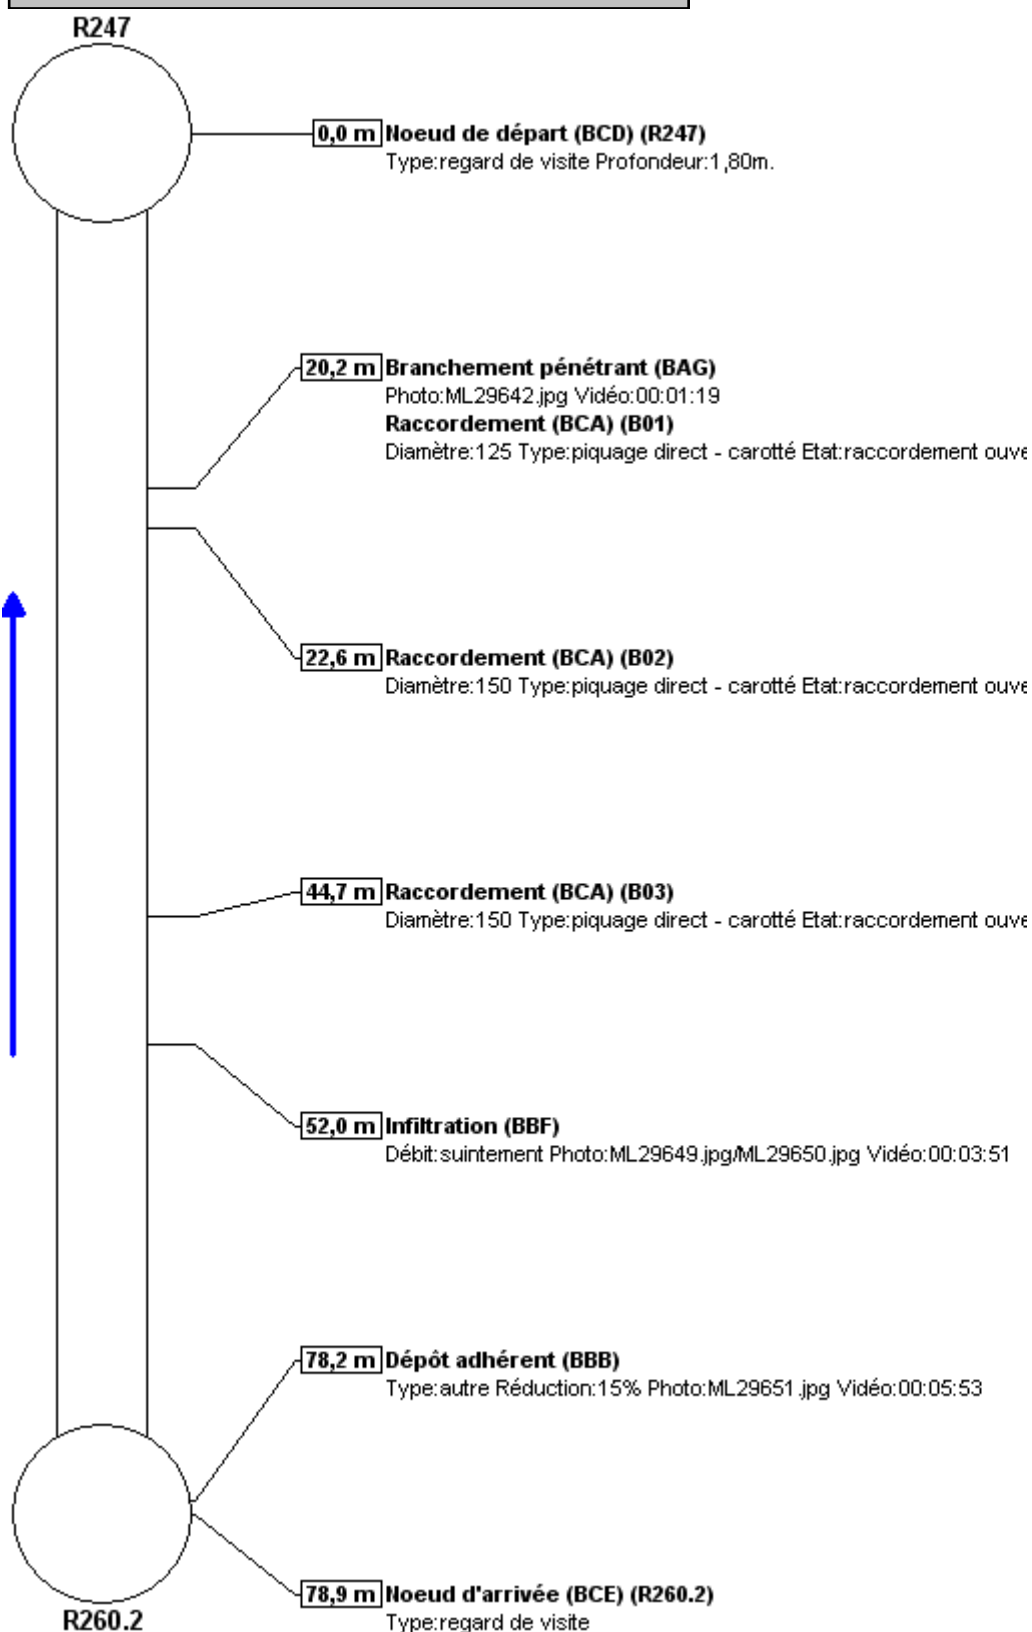 R247
0,0 m Noeud de départ (BCD) (R247)
Type:regard de visite Profondeur:1,80m.
20,2 m Branchement pénétrant (BAG)
Photo:ML29642.jpg Vidéo:00:01:19
Raccordement (BCA) (B01)
Diamètre:125 Type:piquage direct - carotté Etat:raccordement ouve
22,6 m Raccordement (BCA) (B02)
Diamètre:150 Type:piquage direct - carotté Etat:raccordement ouve
44,7 m Raccordement (BCA) (B03)
Diamètre:150 Type:piquage direct - carotté Etat:raccordement ouve
52,0 m Infiltration (BBF)
Débit:suintement Photo:ML29649.jpg/ML29650.jpg Vidéo:00:03:51
78,2 m Dépôt adhérent (BBB)
Type:autre Réduction:15% Photo:ML29651.jpg Vidéo:00:05:53
78,9 m Noeud d'arrivée (BCE) (R260.2)
Type:regard de visite
R260.2